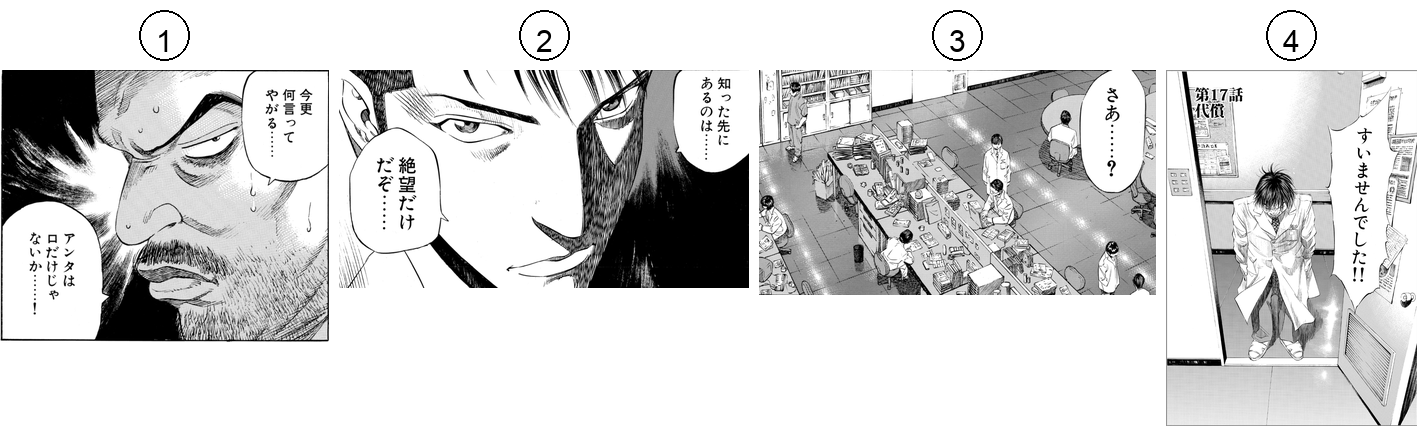 1
今更
何言って
やがる……
アンタは
口だけじゃ
ないか……！
2
知った先に
あるのは……
絶望だけ
だぞ………
3
さあ……？
4
第17話
代償
すいませんでした!!